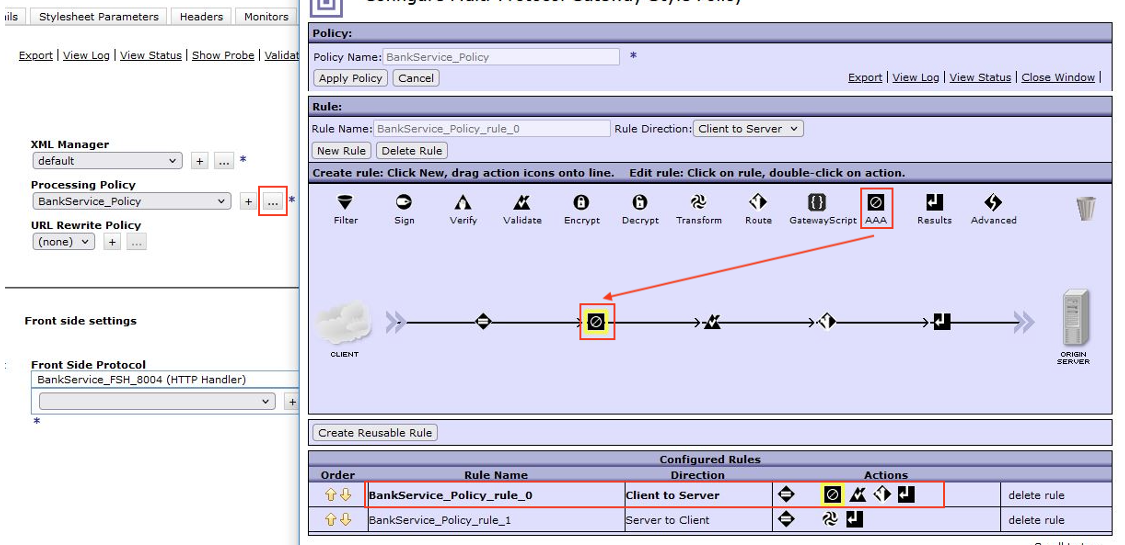 ils
Stylesheet Parameters
Headers
Monitors
Export | View Log | View Status | Show Probe | Validat
XML Manager
default
+
...
*
Processing Policy
BankService_Policy
+
...
*
URL Rewrite Policy
(none)
+
...
Front side settings
Front Side Protocol
BankService_FSH_8004 (HTTP Handler)
+
*
Policy:
Policy Name: BankService_Policy *
Apply Policy Cancel
Export | View Log | View Status | Close Window |
Rule:
Rule Name: BankService_Policy_rule_0 Rule Direction: Client to Server
New Rule Delete Rule
Create rule: Click New, drag action icons onto line. Edit rule: Click on rule, double-click on action.
Filter Sign Verify Validate Encrypt Decrypt Transform Route GatewayScript AAA Results Advanced
CLIENT
ORIGIN
SERVER
Create Reusable Rule
Configured Rules
Order Rule Name Direction Actions
BankService_Policy_rule_0 Client to Server delete rule
BankService_Policy_rule_1 Server to Client delete rule